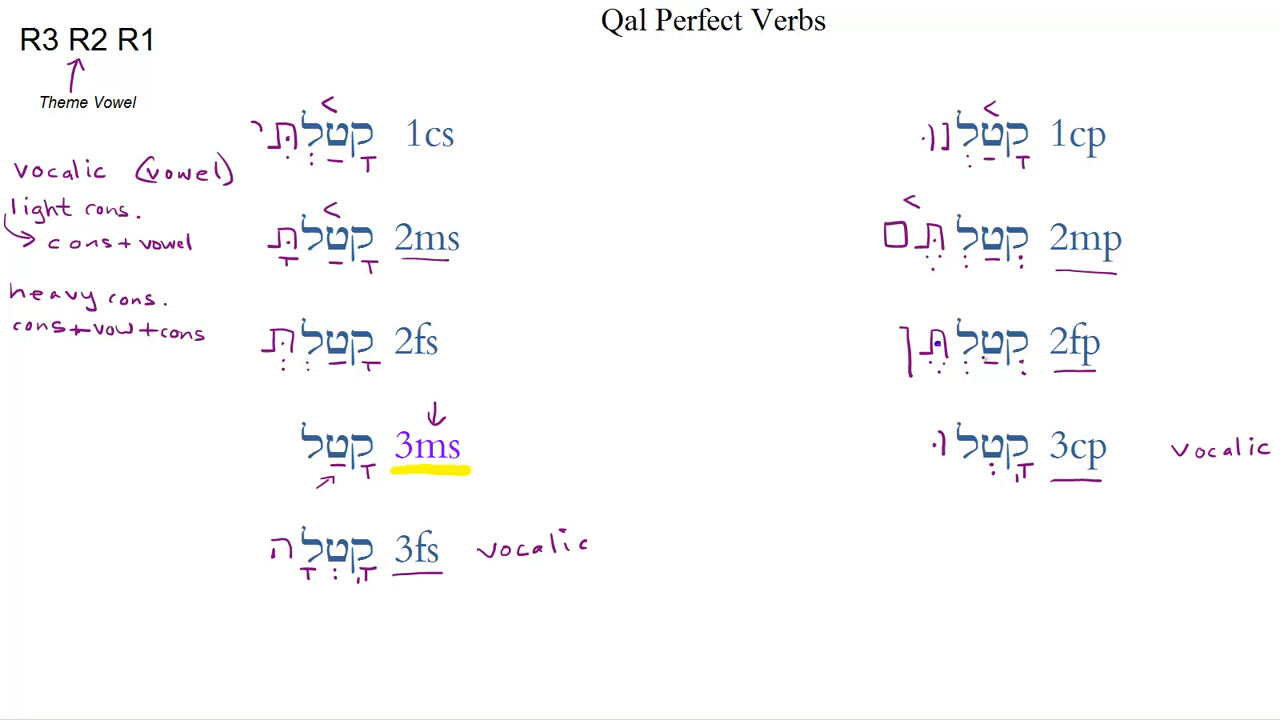 Qal Perfect Verbs
R3 R2 R1
Theme Vowel
vocalic (vowel)
light cons.
cons+vowel
heavy cons.
cons+vow+cons
קָטַלְתִּי 1cs
קָטַלְתָּ 2ms
קָטַלְתְּ 2fs
קָטַל 3ms
קָֽטְלָה 3fs vocalic
קָטַלְנוּ 1cp
קְטַלְתֶּם 2mp
קְטַלְתֶּן 2fp
קָֽטְלוּ 3cp vocalic